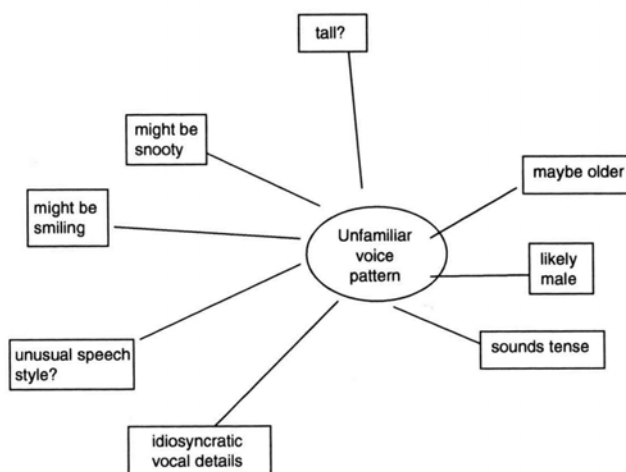 tall?
might be
snooty
maybe older
might be
smiling
Unfamiliar
voice
pattern
likely
male
sounds tense
unusual speech
style?
idiosyncratic
vocal details